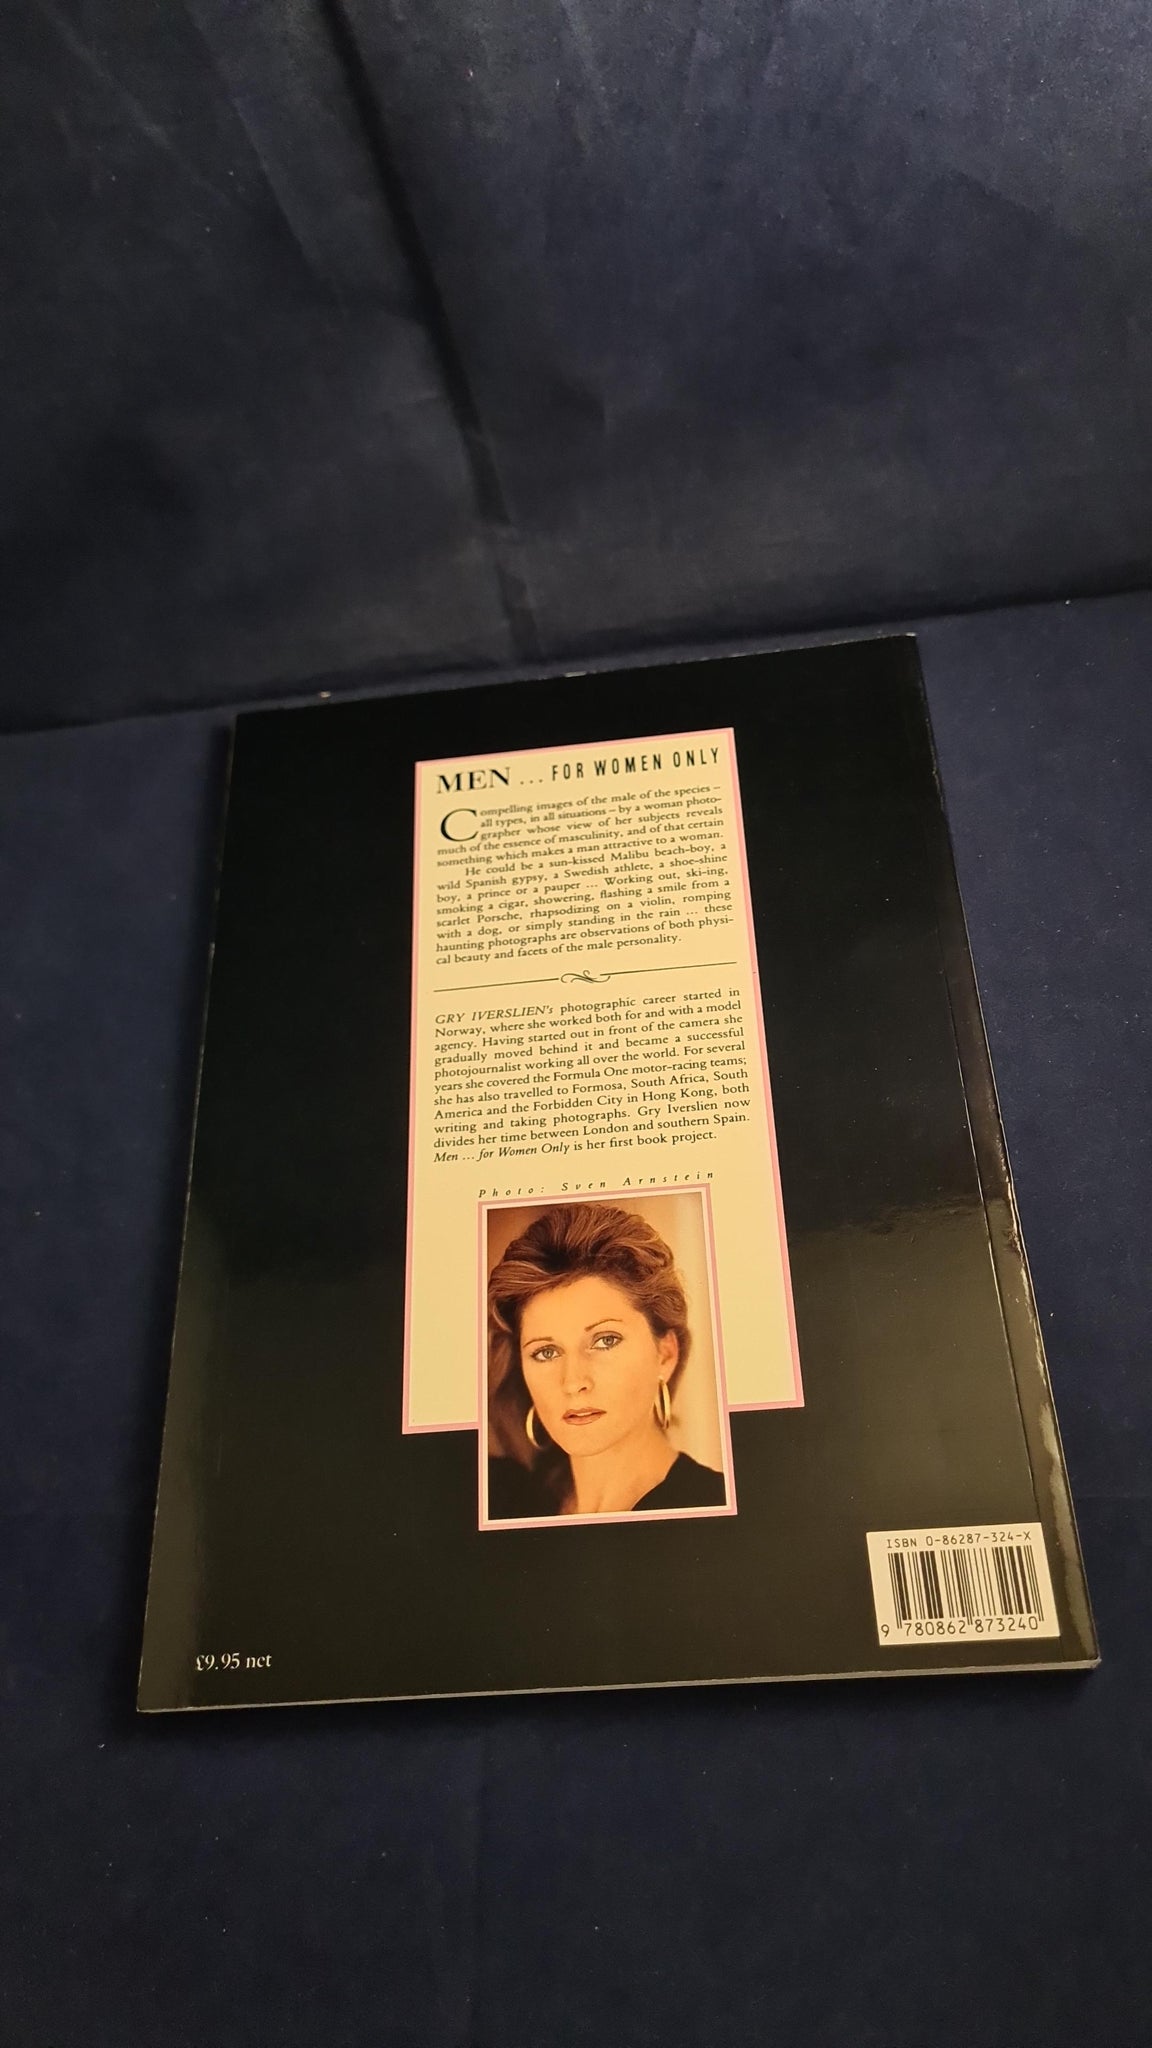 MEN ... FOR WOMEN ONLY
Compelling images of the male of the species –
all types, in all situations – by a woman photo-
grapher whose view of her subjects reveals
much of the essence of masculinity, and of that certain
something which makes a man attractive to a woman.
He could be a sun-kissed Malibu beach-boy, a
wild Spanish gypsy, a Swedish athlete, a shoe-shine
boy, a prince or a pauper ... Working out, ski-ing,
smoking a cigar, showering, flashing a smile from a
scarlet Porsche, rhapsodizing on a violin, romping
with a dog, or simply standing in the rain ... these
haunting photographs are observations of both physi-
cal beauty and facets of the male personality.
GRY IVERSLIEN's photographic career started in
Norway, where she worked both for and with a model
agency. Having started out in front of the camera she
gradually moved behind it and became a successful
photojournalist working all over the world. For several
years she covered the Formula One motor-racing teams;
she has also travelled to Formosa, South Africa, South
America and the Forbidden City in Hong Kong, both
writing and taking photographs. Gry Iverslien now
divides her time between London and southern Spain.
Men ... for Women Only is her first book project.
Photo: Sven Arnstein
ISBN 0-86287-324-X
9 780862 873240
£9.95 net